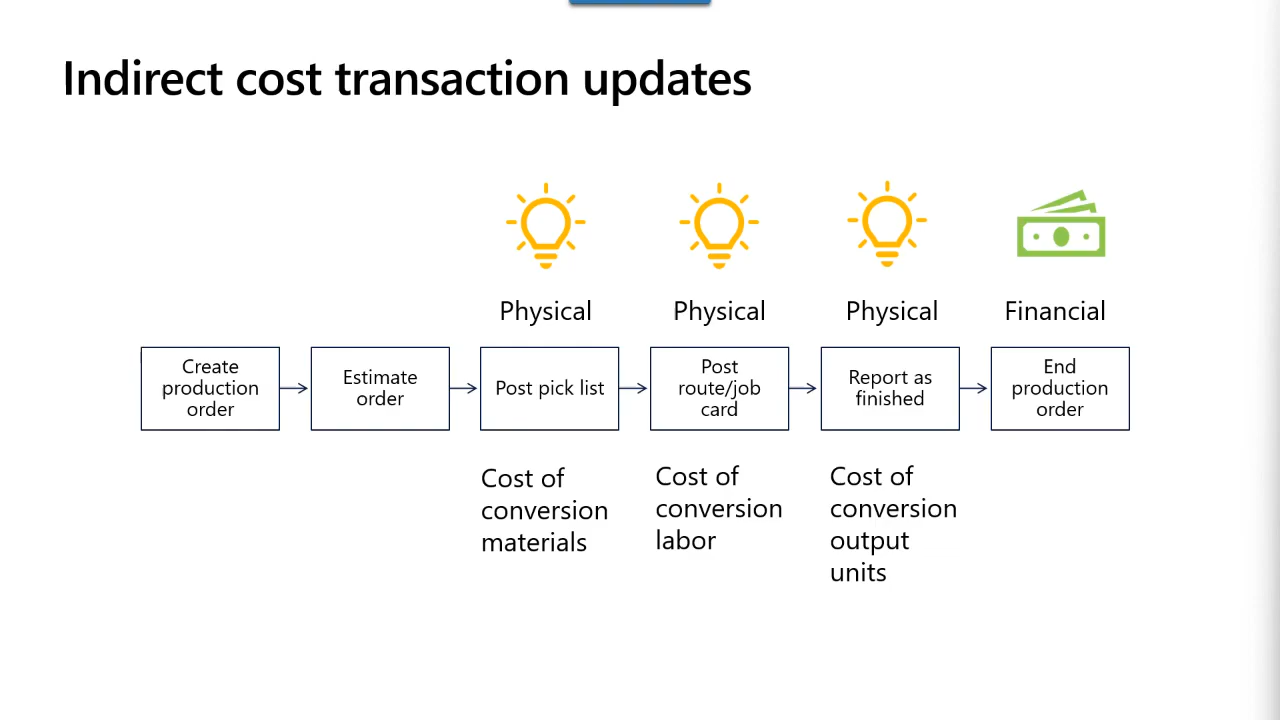 Indirect cost transaction updates
Physical
Physical
Physical
Financial
Create
production
order
Estimate
order
Post pick list
Post
route/job
card
Report as
finished
End
production
order
Cost of
conversion
materials
Cost of
conversion
labor
Cost of
conversion
output
units